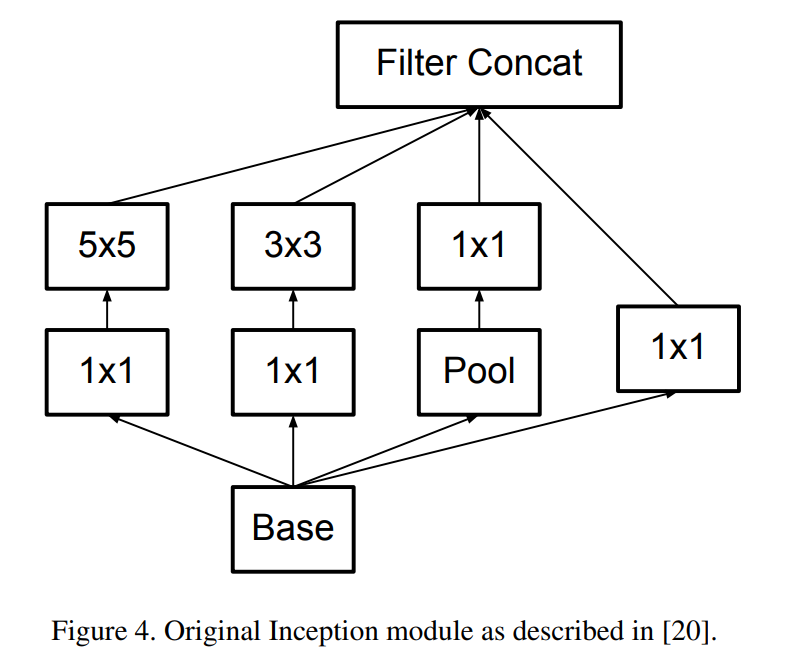 Filter Concat
5x5
3x3
1x1
1x1
1x1
1x1
Pool
Base
Figure 4. Original Inception module as described in [20].